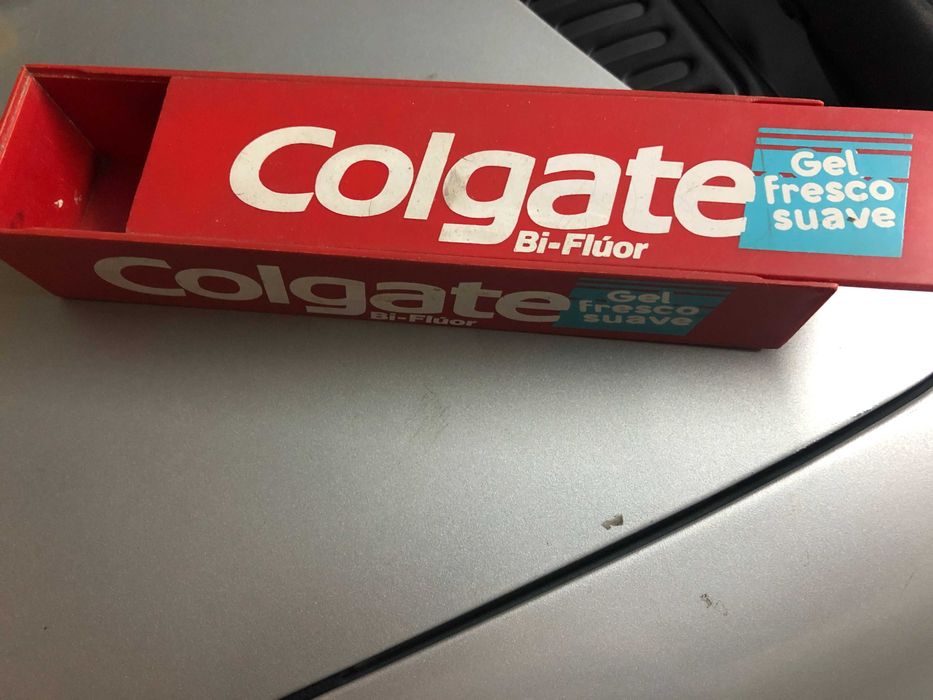 Colgate
Bi-Flúor
Gel
fresco
suave
Colgate
Bi-Flúor
Gel
fresco
suave